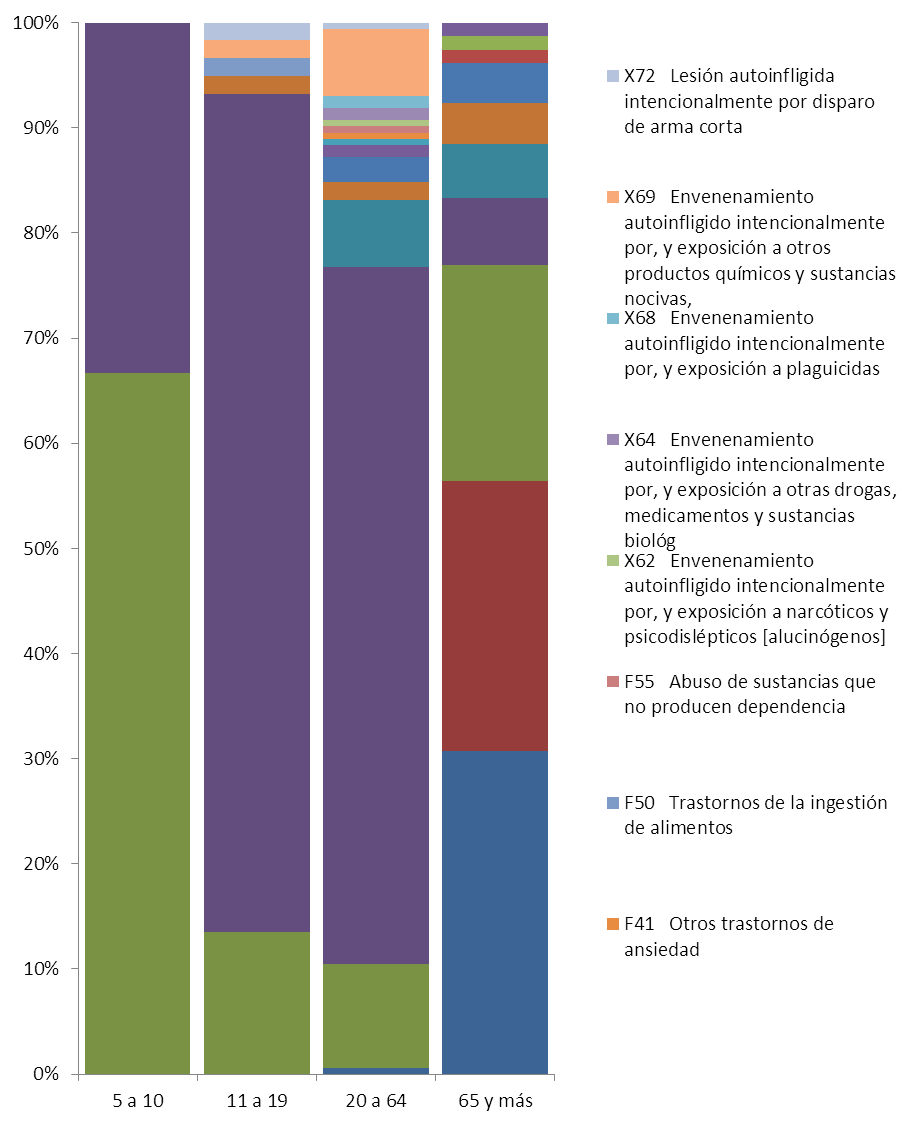 100%
90%
80%
70%
60%
50%
40%
30%
20%
10%
0%
5 a 10
11 a 19
20 a 64
65 y más
X72 Lesión autoinfligida
intencionalmente por disparo
de arma corta
X69 Envenenamiento
autoinfligido intencionalmente
por, y exposición a otros
productos químicos y sustancias
nocivas,
X68 Envenenamiento
autoinfligido intencionalmente
por, y exposición a plaguicidas
X64 Envenenamiento
autoinfligido intencionalmente
por, y exposición a otras drogas,
medicamentos y sustancias
biológ
X62 Envenenamiento
autoinfligido intencionalmente
por, y exposición a narcóticos y
psicodislépticos [alucinógenos]
F55 Abuso de sustancias que
no producen dependencia
F50 Trastornos de la ingestión
de alimentos
F41 Otros trastornos de
ansiedad